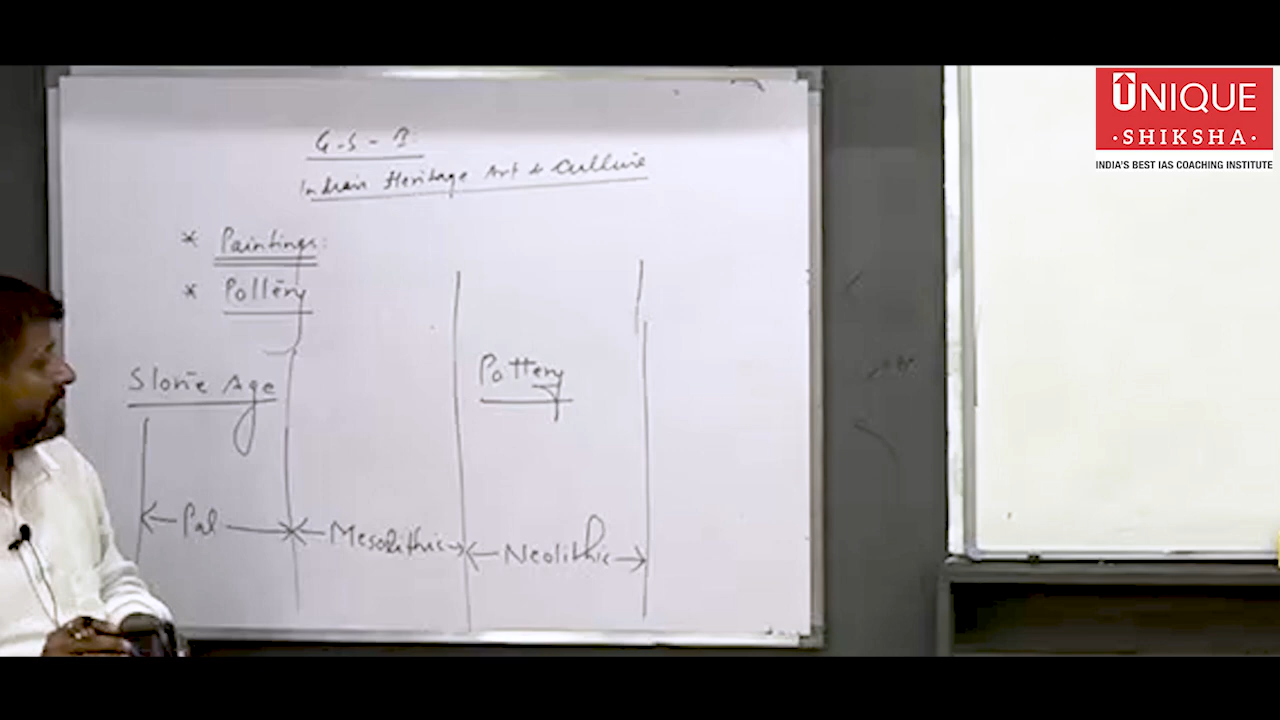 G-S-I
Indian Heritage Art & Culture
* Paintings:
* Pottery
Stone Age
Pottery
Pal
Mesolithic
Neolithic
UNIQUE
·SHIKSHA·
INDIA'S BEST IAS COACHING INSTITUTE